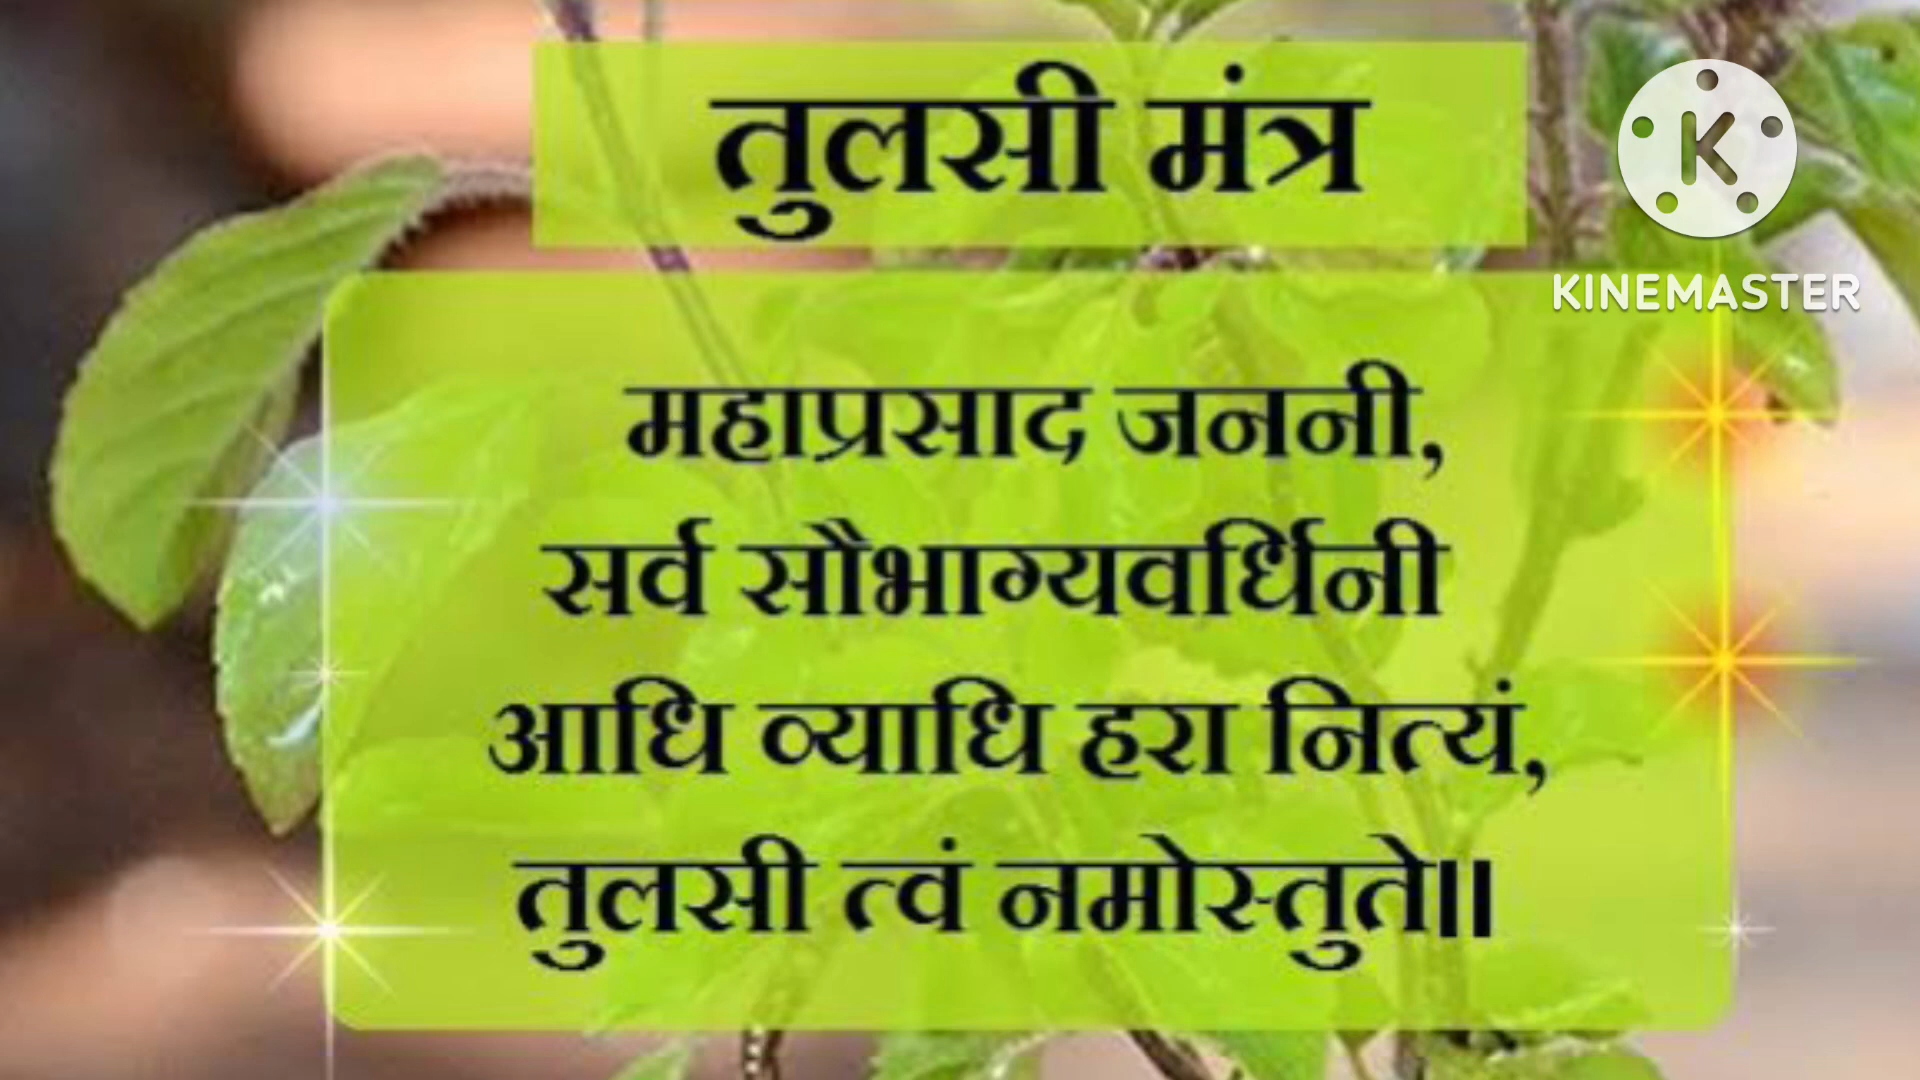 तुलसी मंत्र
KINEMASTER
महाप्रसाद जननी,
सर्व सौभाग्यवर्धिनी
आधि व्याधि हरा नित्यं,
तुलसी त्वं नमोस्तुते॥